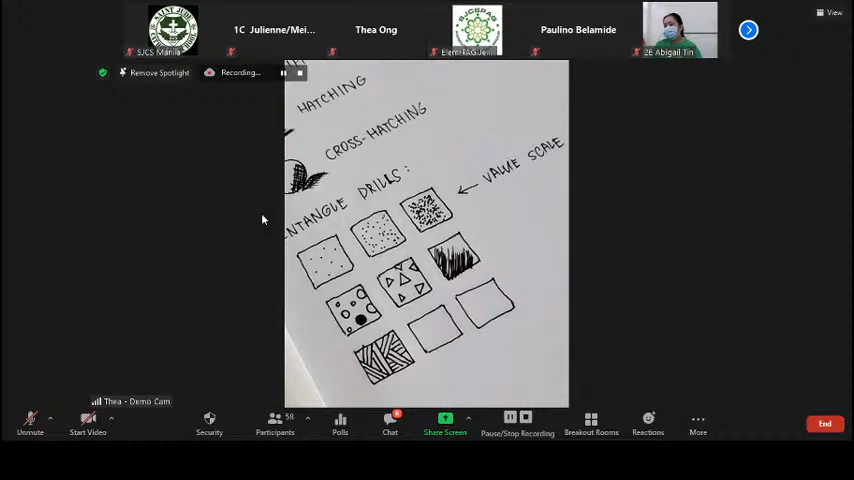 1C Julienne/Mei...
Thea Ong
Paulino Belamide
View
SJCS Manila
2E Abigail Tin
Remove Spotlight
Recording...
HATCHING
CROSS-HATCHING
VALUE SCALE
ENTANGLE DRILLS:
Thea - Demo Cam
58
6
Unmute
Start Video
Security
Participants
Polls
Chat
Share Screen
Pause/Stop Recording
Breakout Rooms
Reactions
More
End